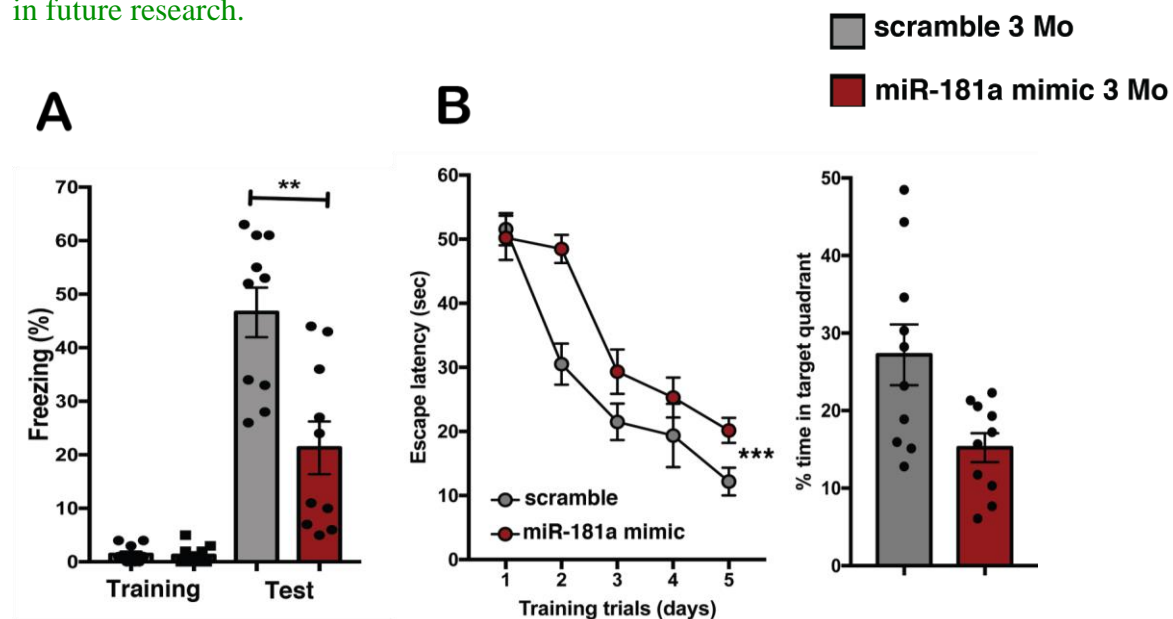 in future research.
scramble 3 Mo
miR-181a mimic 3 Mo
A
B
70
60
50
40
30
20
10
0
Freezing (%)
**
Training
Test
60
50
40
30
20
10
0
Escape latency (sec)
***
scramble
miR-181a mimic
1 2 3 4 5
Training trials (days)
50
40
30
20
10
0
% time in target quadrant